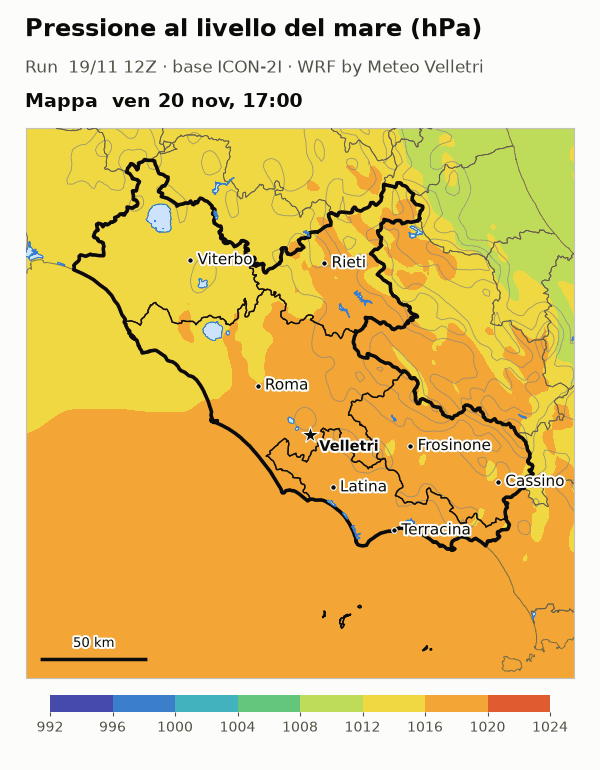 Pressione al livello del mare (hPa)
Run  19/11 12Z · base ICON-2I · WRF by Meteo Velletri
Mappa  ven 20 nov, 17:00
Viterbo
Rieti
Roma
Velletri
Frosinone
Cassino
Latina
Terracina
50 km
992 996 1000 1004 1008 1012 1016 1020 1024